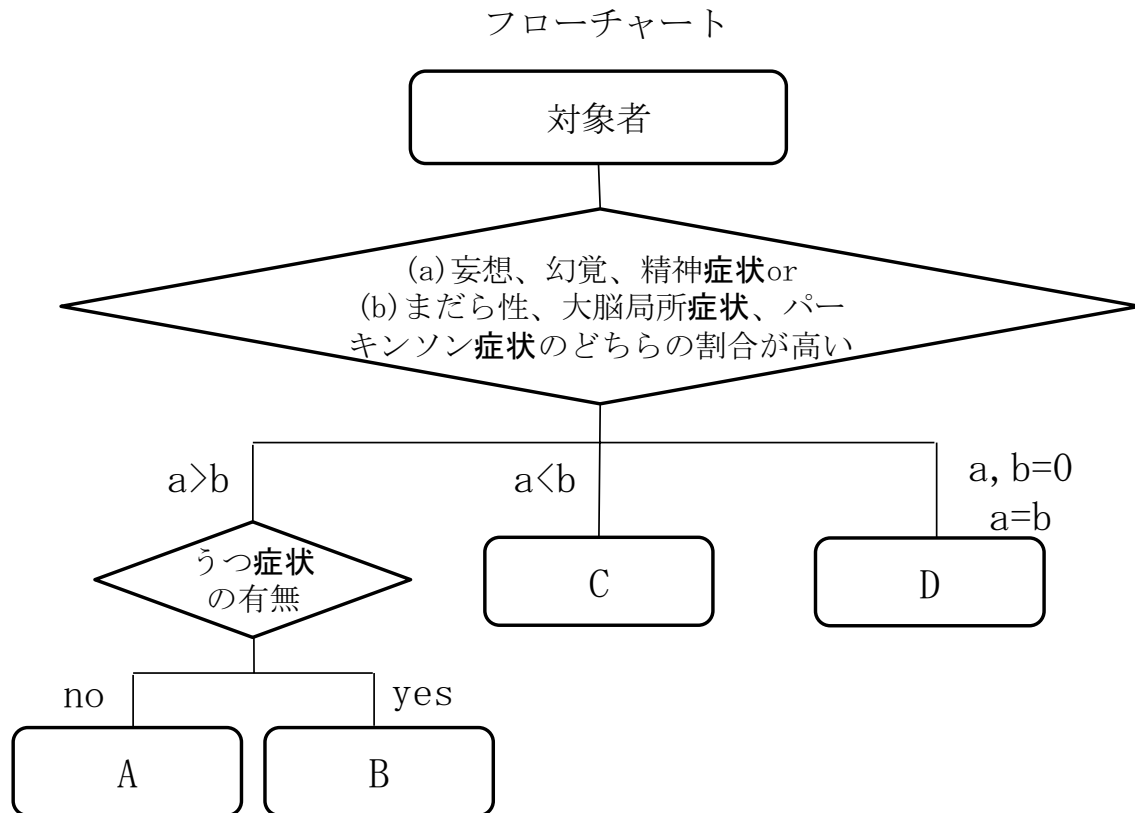 フローチャート
対象者
(a)妄想、幻覚、精神症状or
(b)まだら性、大脳局所症状、パー
キンソン症状のどちらの割合が高い
a>b
a<b
a,b=0
a=b
うつ症状
の有無
C
D
no
yes
A
B